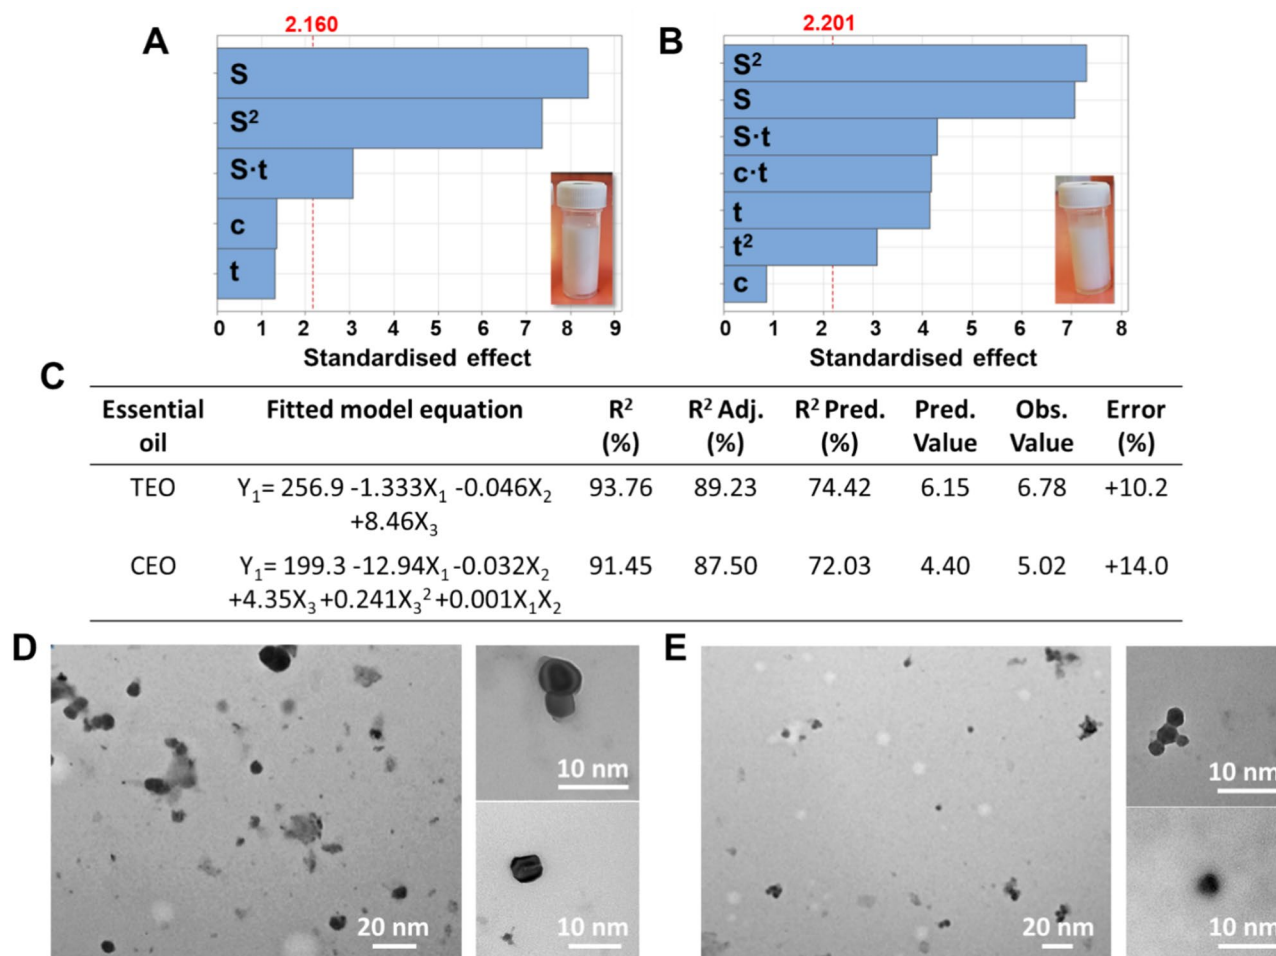 A
2.160
S
S²
S·t
c
t
0 1 2 3 4 5 6 7 8 9
Standardised effect
B
2.201
S²
S
S·t
c·t
t
t²
c
0 1 2 3 4 5 6 7 8
Standardised effect
C
Essential oil Fitted model equation R² (%) R² Adj. (%) R² Pred. (%) Pred. Value Obs. Value Error (%)
TEO Y₁= 256.9 -1.333X₁ -0.046X₂ 93.76 89.23 74.42 6.15 6.78 +10.2
+8.46X₃
CEO Y₁= 199.3 -12.94X₁ -0.032X₂ 91.45 87.50 72.03 4.40 5.02 +14.0
+4.35X₃ +0.241X₃² +0.001X₁X₂
D
20 nm
10 nm
10 nm
E
20 nm
10 nm
10 nm